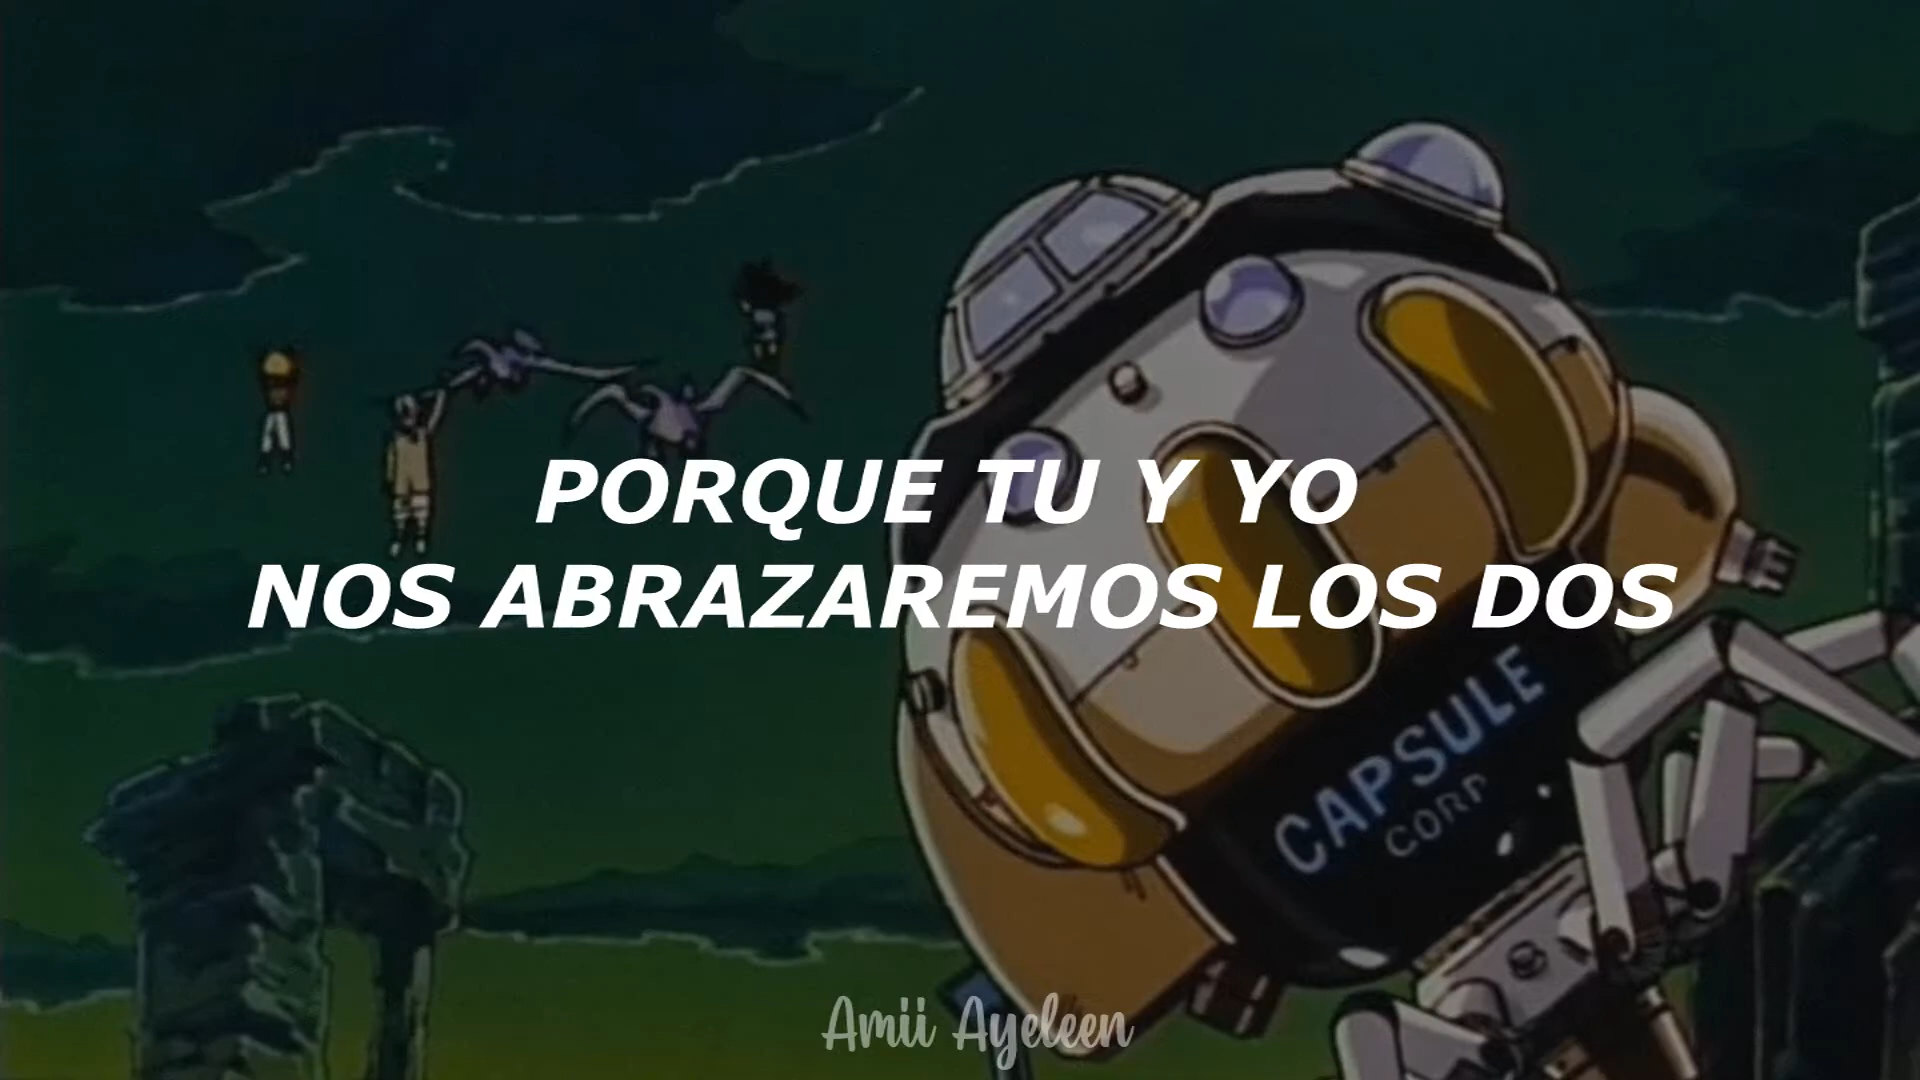 PORQUE TU Y YO
NOS ABRAZAREMOS LOS DOS
CAPSULE
CORP
Amii Ayeleen